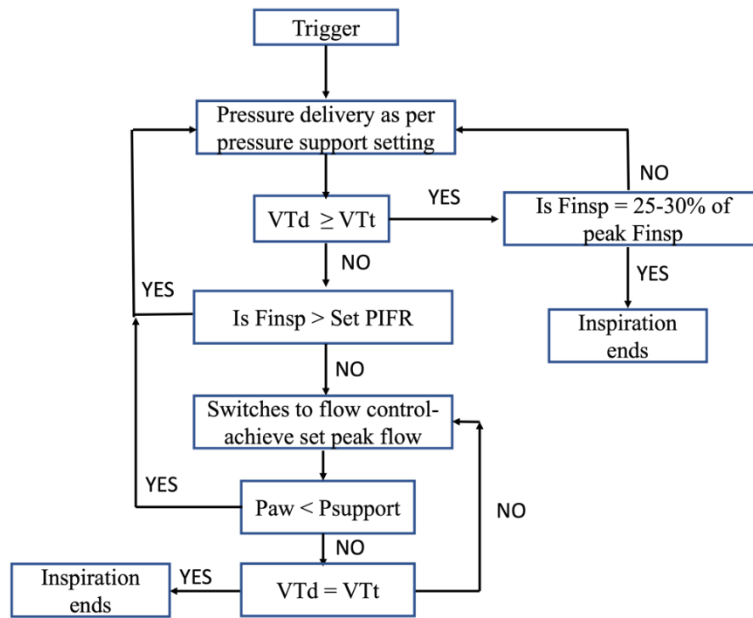 Trigger
Pressure delivery as per
pressure support setting
NO
YES
VTd ≥ VTt
Is Finsp = 25-30% of
peak Finsp
NO
YES
YES
Is Finsp > Set PIFR
Inspiration
ends
NO
Switches to flow control-
achieve set peak flow
YES
Paw < Psupport
NO
NO
Inspiration
ends
YES
VTd = VTt